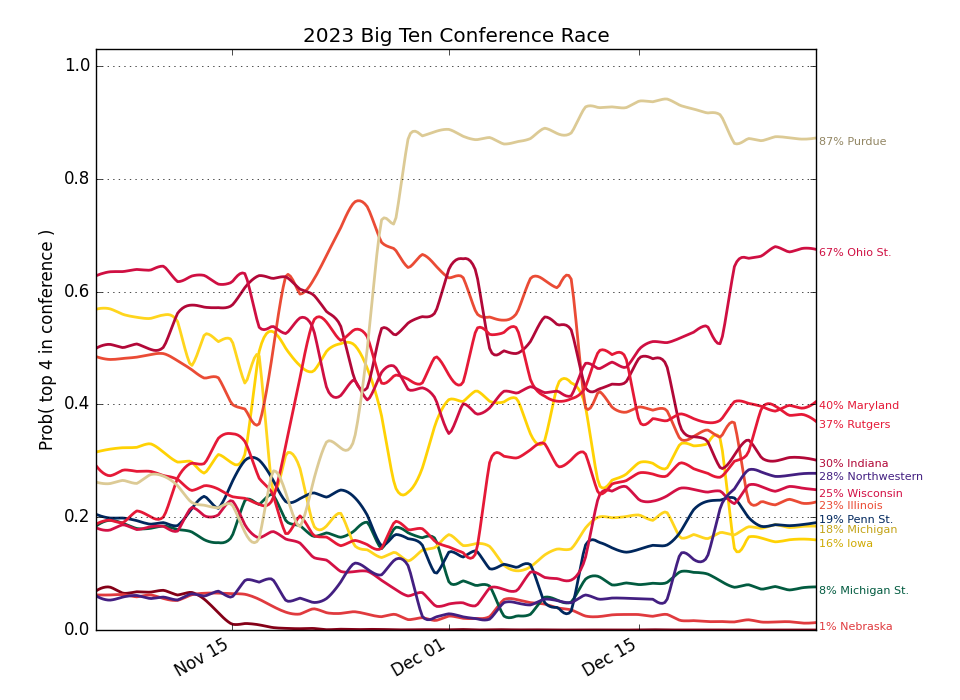 2023 Big Ten Conference Race
Prob( top 4 in conference )
1.0
0.8
0.6
0.4
0.2
0.0
Nov 15
Dec 01
Dec 15
87% Purdue
67% Ohio St.
40% Maryland
37% Rutgers
30% Indiana
28% Northwestern
25% Wisconsin
23% Illinois
19% Penn St.
18% Michigan
16% Iowa
8% Michigan St.
1% Nebraska